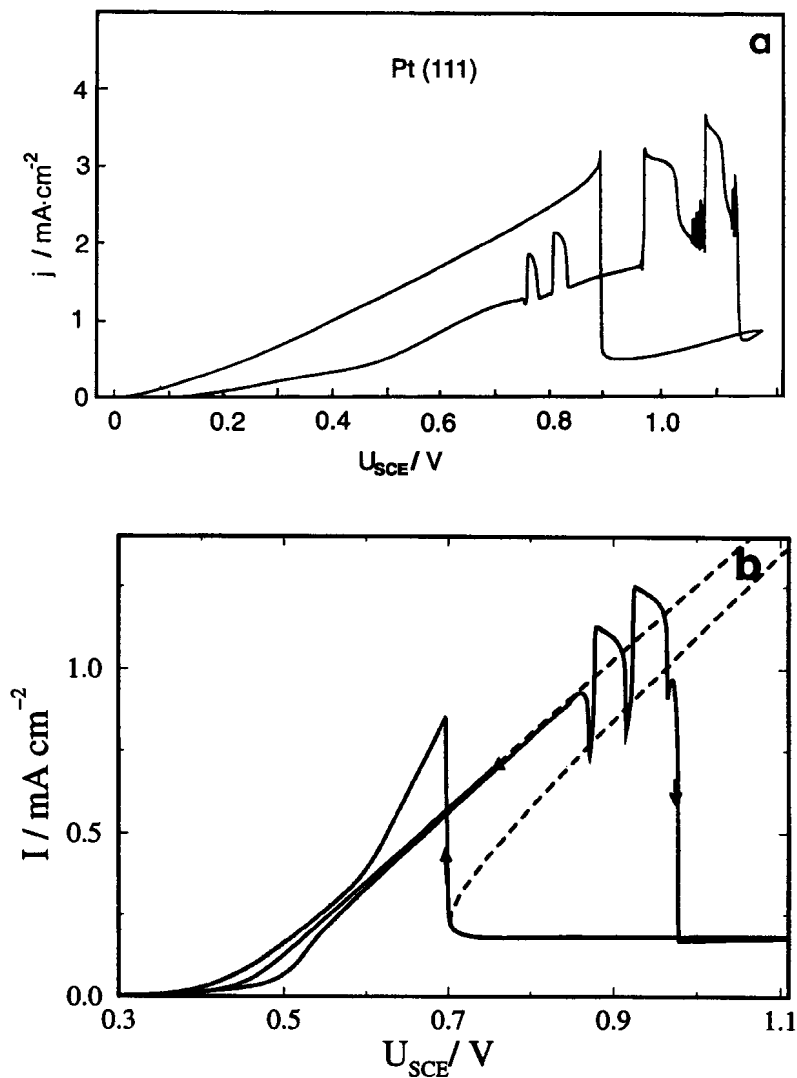 a
Pt (111)
j / mA·cm⁻²
4
3
2
1
0
0 0.2 0.4 0.6 0.8 1.0
U_SCE / V
b
I / mA cm⁻²
1.0
0.5
0.0
0.3 0.5 0.7 0.9 1.1
U_SCE / V